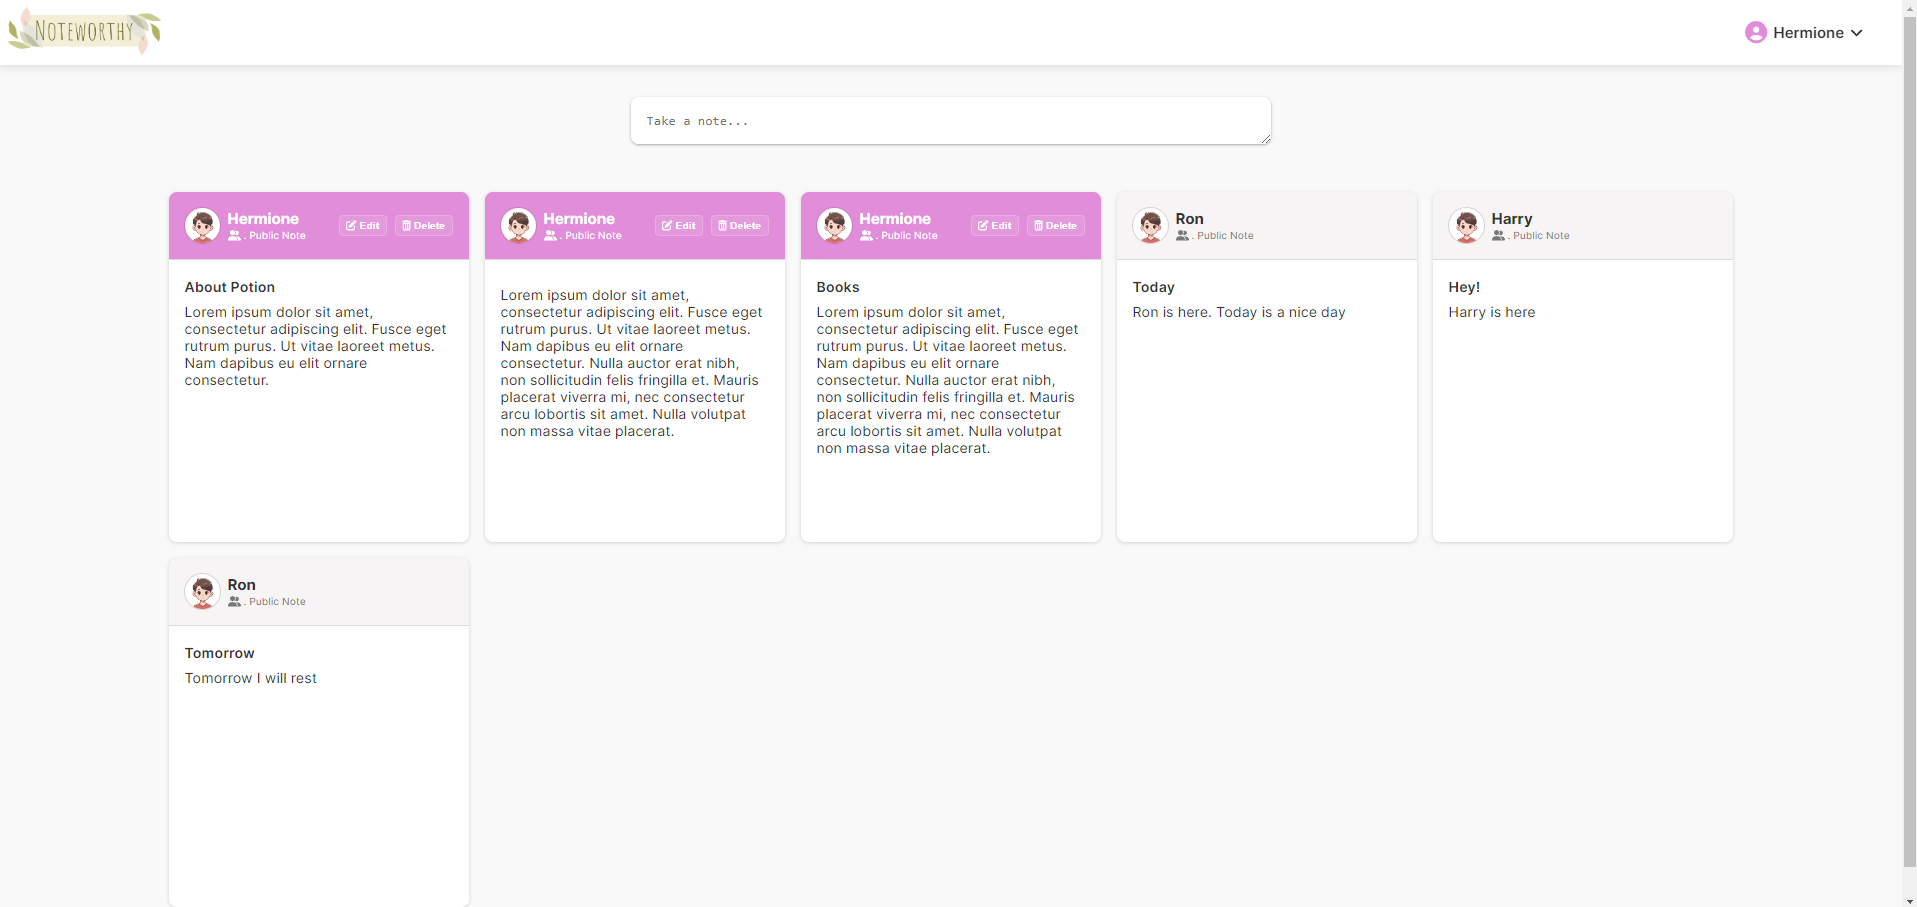 NOTEWORTHY
Hermione
Take a note...
Hermione
. Public Note
Edit
Delete
About Potion
Lorem ipsum dolor sit amet,
consectetur adipiscing elit. Fusce eget
rutrum purus. Ut vitae laoreet metus.
Nam dapibus eu elit ornare
consectetur.
Hermione
. Public Note
Edit
Delete
Lorem ipsum dolor sit amet,
consectetur adipiscing elit. Fusce eget
rutrum purus. Ut vitae laoreet metus.
Nam dapibus eu elit ornare
consectetur. Nulla auctor erat nibh,
non sollicitudin felis fringilla et. Mauris
placerat viverra mi, nec consectetur
arcu lobortis sit amet. Nulla volutpat
non massa vitae placerat.
Hermione
. Public Note
Edit
Delete
Books
Lorem ipsum dolor sit amet,
consectetur adipiscing elit. Fusce eget
rutrum purus. Ut vitae laoreet metus.
Nam dapibus eu elit ornare
consectetur. Nulla auctor erat nibh,
non sollicitudin felis fringilla et. Mauris
placerat viverra mi, nec consectetur
arcu lobortis sit amet. Nulla volutpat
non massa vitae placerat.
Ron
. Public Note
Today
Ron is here. Today is a nice day
Harry
. Public Note
Hey!
Harry is here
Ron
. Public Note
Tomorrow
Tomorrow I will rest